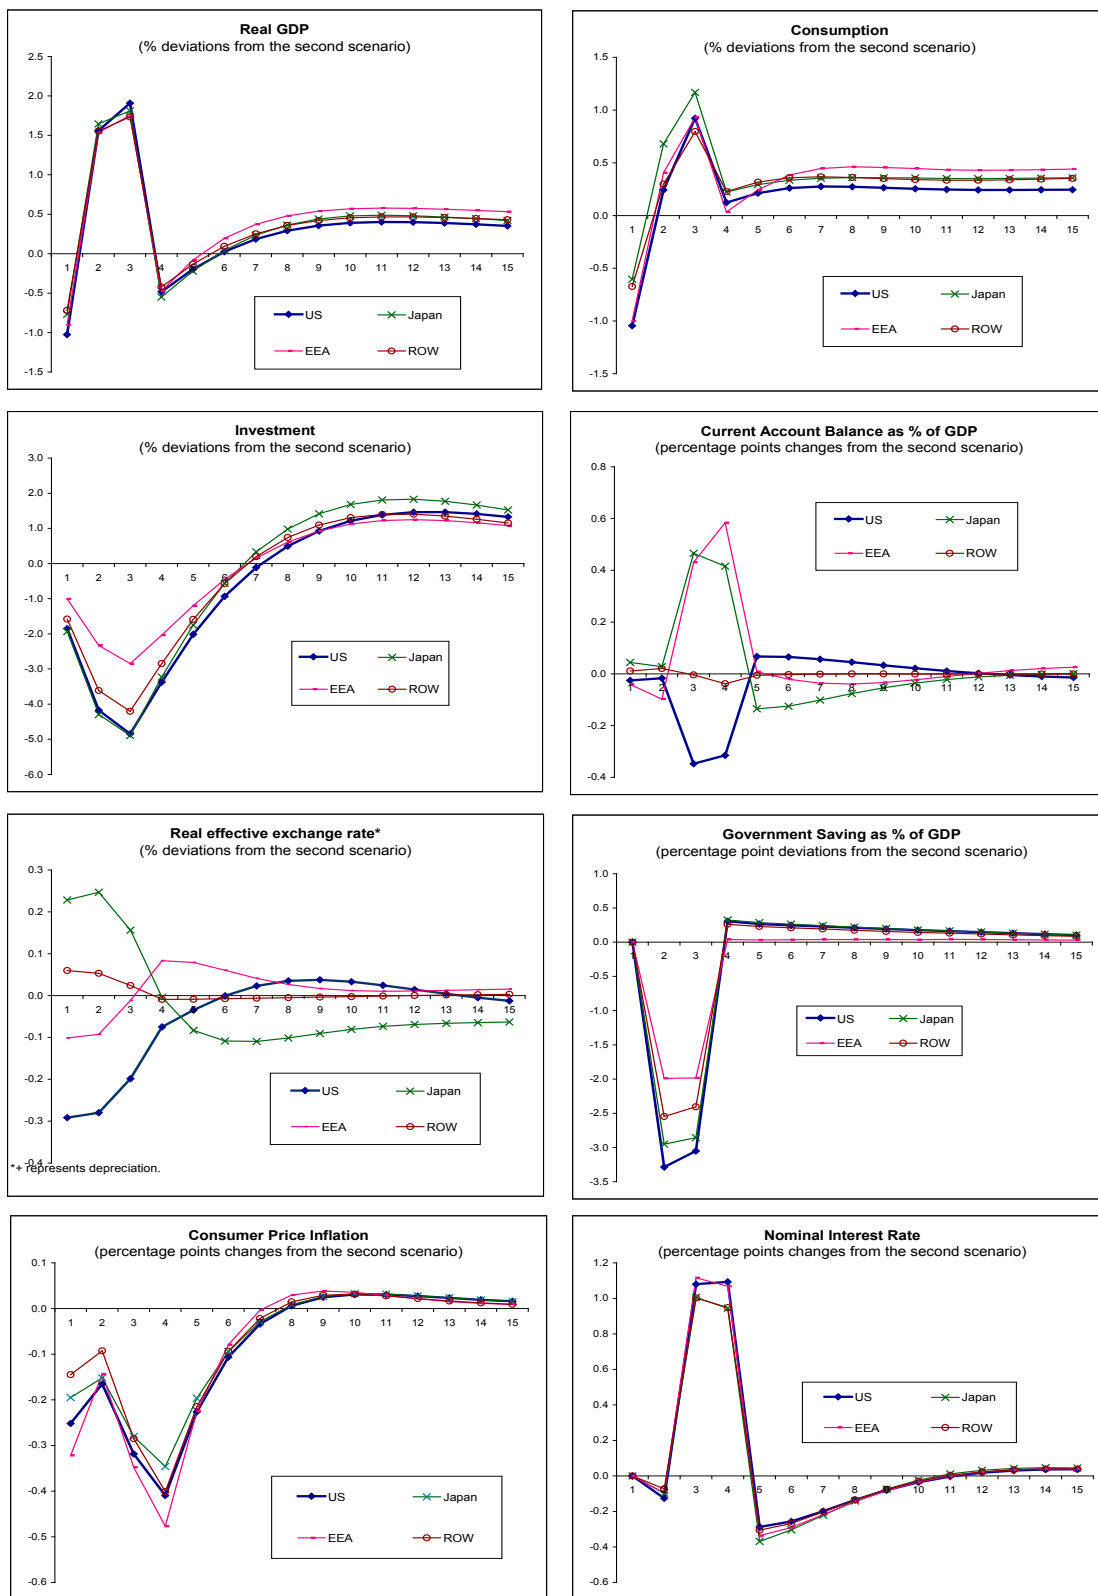 Real GDP
(% deviations from the second scenario)
2.5
2.0
1.5
1.0
0.5
0.0
-0.5
-1.0
-1.5
1 2 3 4 5 6 7 8 9 10 11 12 13 14 15
US Japan
EEA ROW
Consumption
(% deviations from the second scenario)
1.5
1.0
0.5
0.0
-0.5
-1.0
-1.5
1 2 3 4 5 6 7 8 9 10 11 12 13 14 15
US Japan
EEA ROW
Investment
(% deviations from the second scenario)
3.0
2.0
1.0
0.0
-1.0
-2.0
-3.0
-4.0
-5.0
-6.0
1 2 3 4 5 6 7 8 9 10 11 12 13 14 15
US Japan
EEA ROW
Current Account Balance as % of GDP
(percentage points changes from the second scenario)
0.8
0.6
0.4
0.2
0.0
-0.2
-0.4
1 2 3 4 5 6 7 8 9 10 11 12 13 14 15
US Japan
EEA ROW
Real effective exchange rate*
(% deviations from the second scenario)
0.3
0.2
0.1
0.0
-0.1
-0.2
-0.3
-0.4
1 2 3 4 5 6 7 8 9 10 11 12 13 14 15
US Japan
EEA ROW
*+ represents depreciation.
Government Saving as % of GDP
(percentage point deviations from the second scenario)
1.0
0.5
0.0
-0.5
-1.0
-1.5
-2.0
-2.5
-3.0
-3.5
1 2 3 4 5 6 7 8 9 10 11 12 13 14 15
US Japan
EEA ROW
Consumer Price Inflation
(percentage points changes from the second scenario)
0.1
0.0
-0.1
-0.2
-0.3
-0.4
-0.5
-0.6
1 2 3 4 5 6 7 8 9 10 11 12 13 14 15
US Japan
EEA ROW
Nominal Interest Rate
(percentage points changes from the second scenario)
1.2
1.0
0.8
0.6
0.4
0.2
0.0
-0.2
-0.4
-0.6
1 2 3 4 5 6 7 8 9 10 11 12 13 14 15
US Japan
EEA ROW